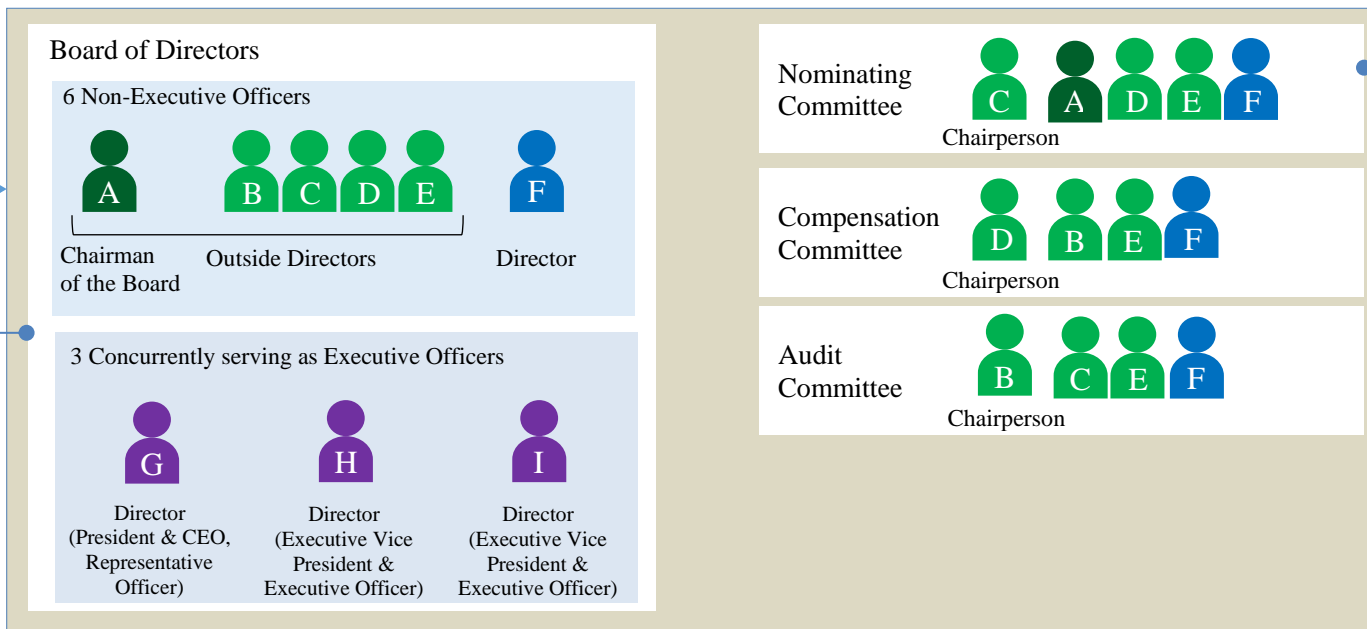 Board of Directors
6 Non-Executive Officers
A
B C D E
F
Chairman
of the Board
Outside Directors
Director
3 Concurrently serving as Executive Officers
G
H
I
Director
(President & CEO,
Representative
Officer)
Director
(Executive Vice
President &
Executive Officer)
Director
(Executive Vice
President &
Executive Officer)
Nominating
Committee
C A D E F
Chairperson
Compensation
Committee
D B E F
Chairperson
Audit
Committee
B C E F
Chairperson